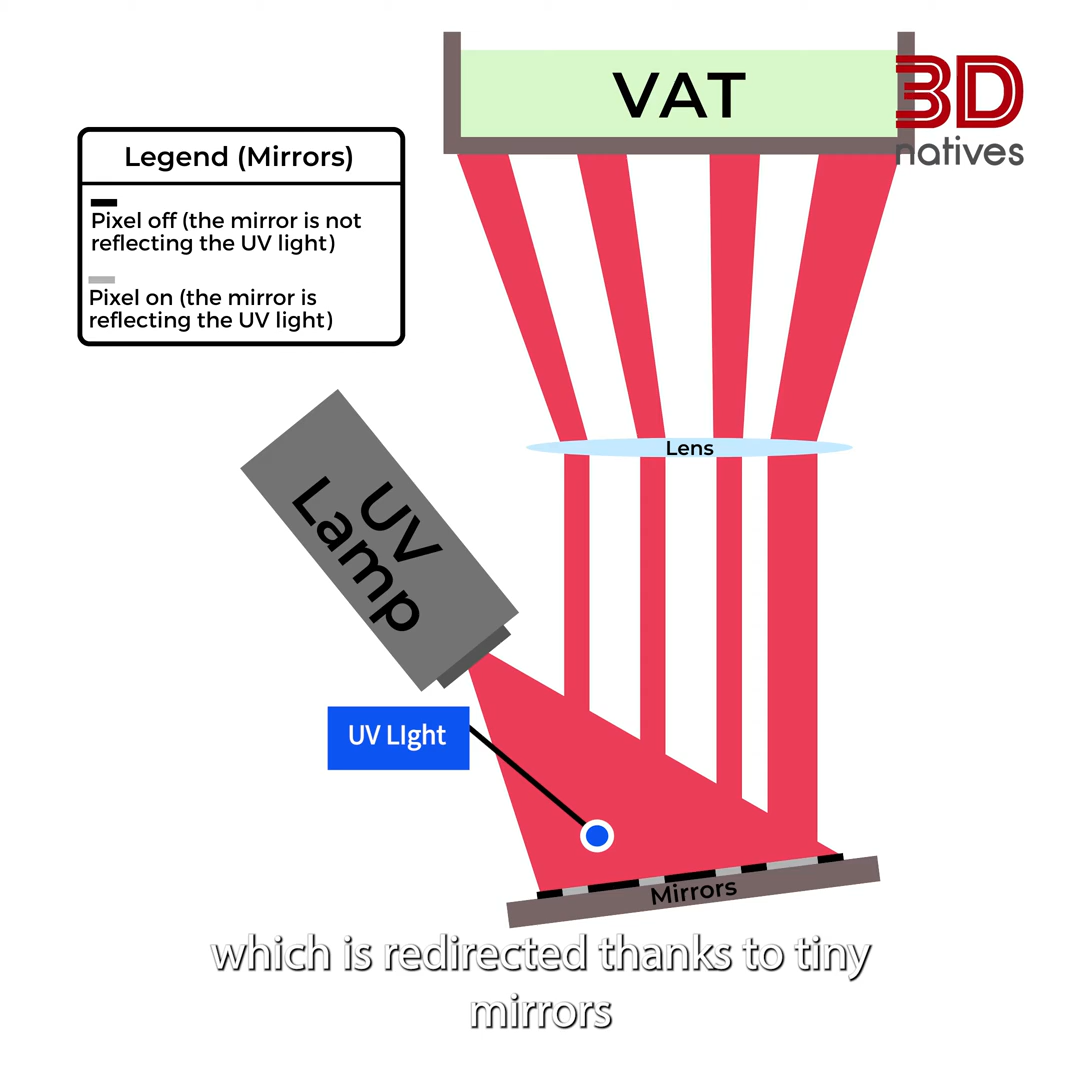 VAT
3D
natives
Legend (Mirrors)
Pixel off (the mirror is not
reflecting the UV light)
Pixel on (the mirror is
reflecting the UV light)
Lens
UV
Lamp
UV LIght
Mirrors
which is redirected thanks to tiny
mirrors